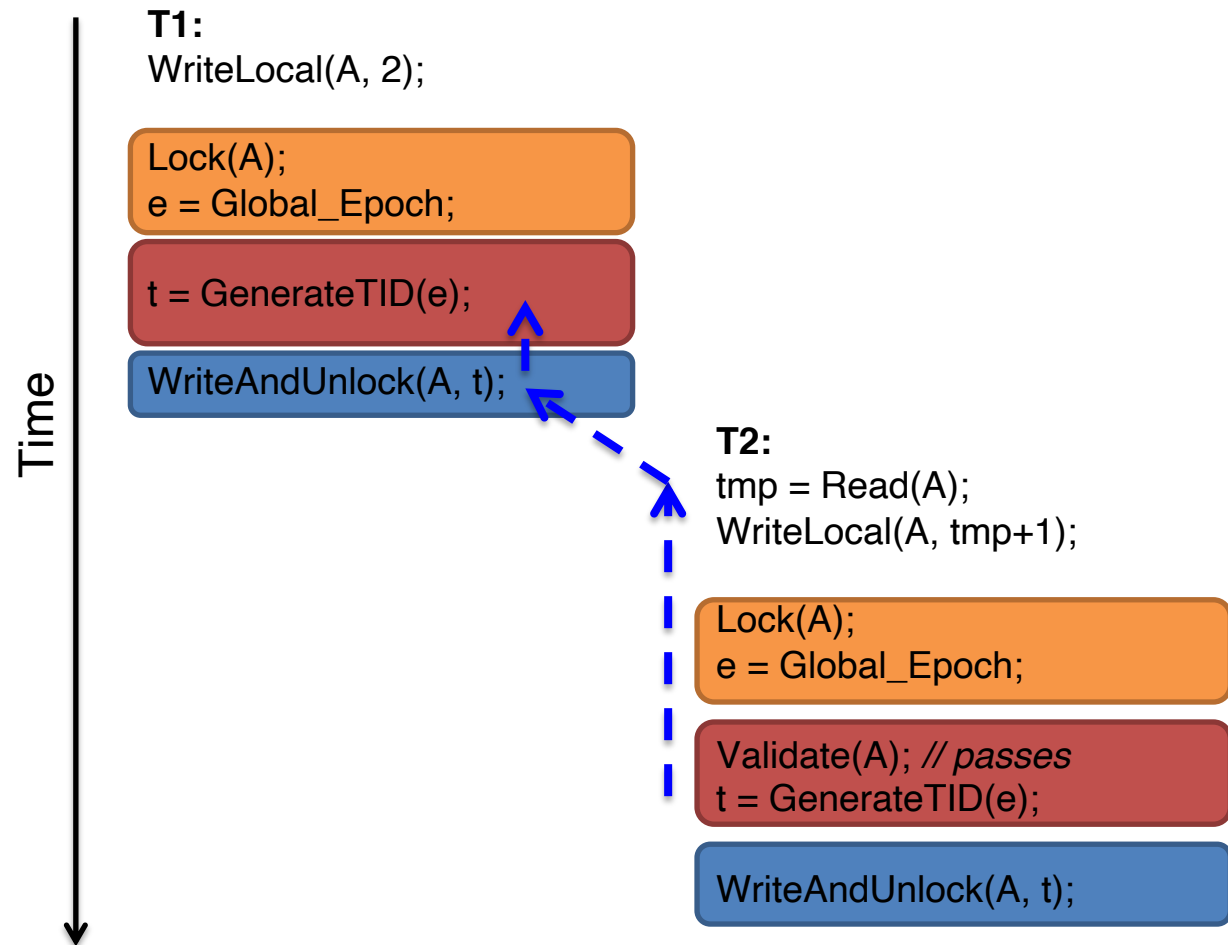 Time
T1:
WriteLocal(A, 2);
Lock(A);
e = Global_Epoch;
t = GenerateTID(e);
WriteAndUnlock(A, t);
T2:
tmp = Read(A);
WriteLocal(A, tmp+1);
Lock(A);
e = Global_Epoch;
Validate(A); // passes
t = GenerateTID(e);
WriteAndUnlock(A, t);